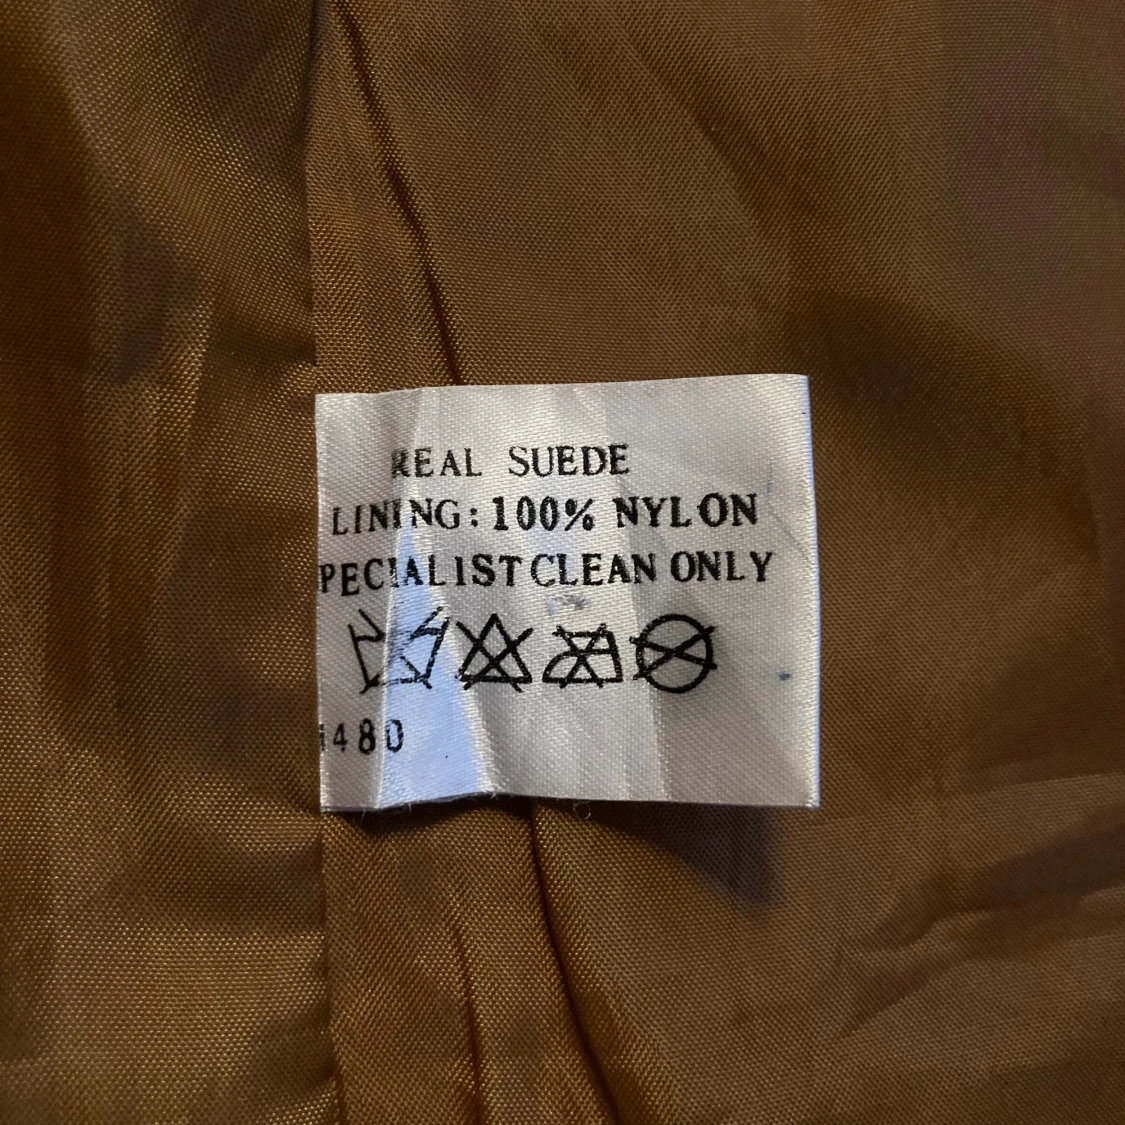 REAL SUEDE
LINING: 100% NYLON
PECIALIST CLEAN ONLY
480